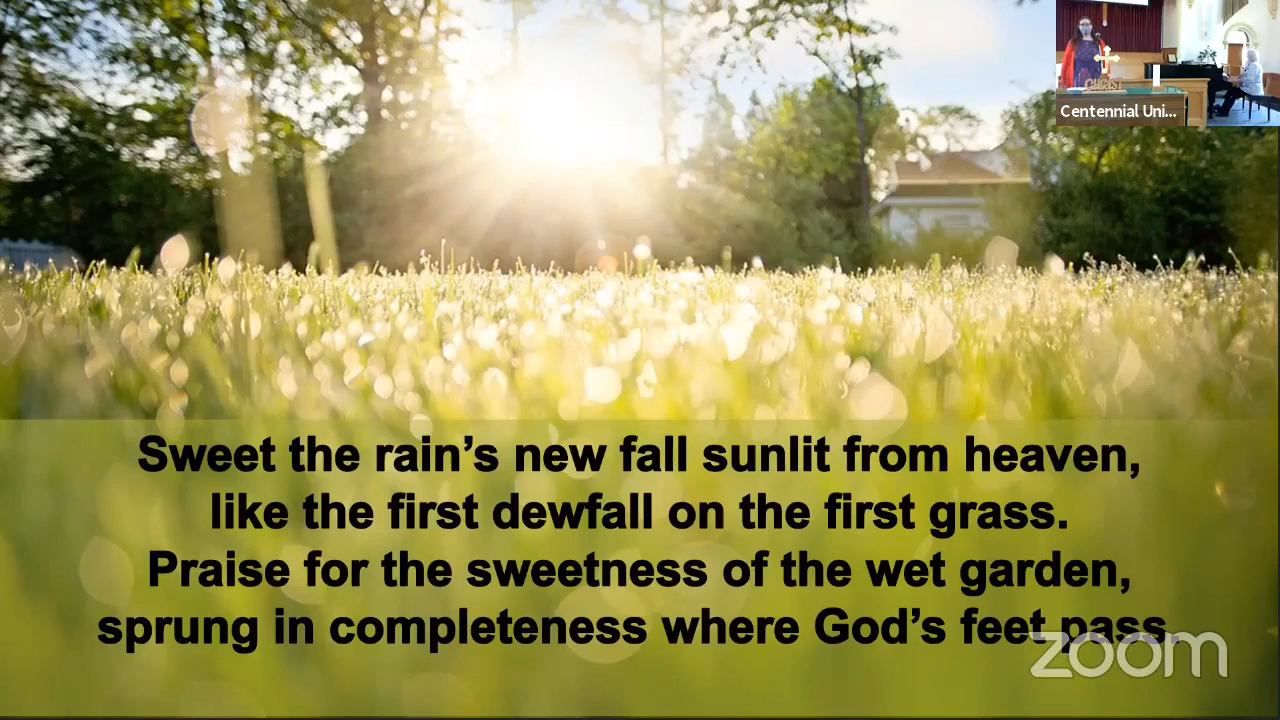 CHRIST
Centennial Uni...
Sweet the rain's new fall sunlit from heaven,
like the first dewfall on the first grass.
Praise for the sweetness of the wet garden,
sprung in completeness where God's feet pass.
zoom